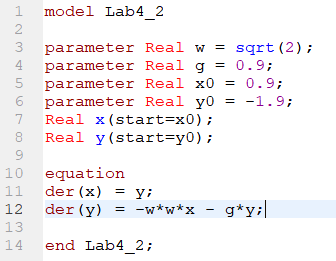 1 model Lab4_2
2
3 parameter Real w = sqrt(2);
4 parameter Real g = 0.9;
5 parameter Real x0 = 0.9;
6 parameter Real y0 = -1.9;
7 Real x(start=x0);
8 Real y(start=y0);
9
10 equation
11 der(x) = y;
12 der(y) = -w*w*x - g*y;
13
14 end Lab4_2;